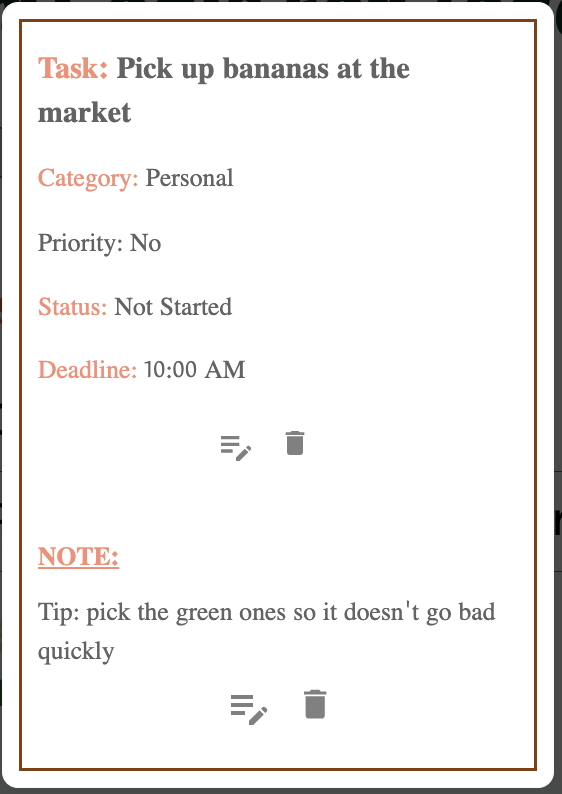 Task: Pick up bananas at the
market
Category: Personal
Priority: No
Status: Not Started
Deadline: 10:00 AM
NOTE:
Tip: pick the green ones so it doesn't go bad
quickly